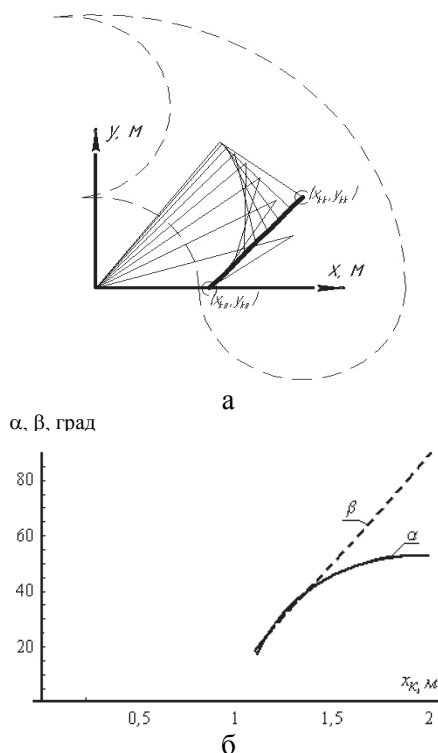 y, м
(x_кк, y_кк)
x, м
(x_кн, y_кн)
а
α, β, град
80
β
α
60
40
20
x_К, м
0,5
1
1,5
2
б